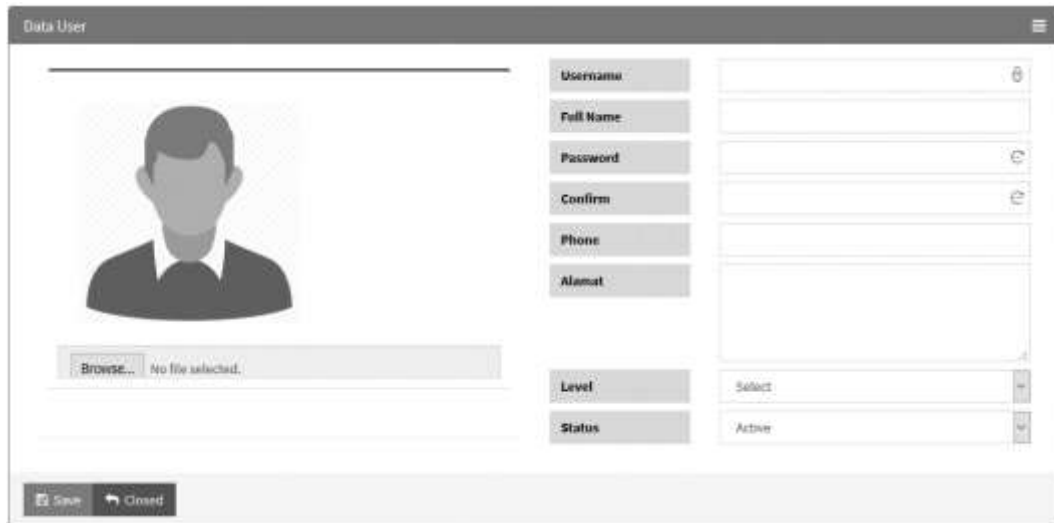 Data User
Username
Full Name
Password
Confirm
Phone
Alamat
Browse... No file selected.
Level Select
Status Active
Save Closed